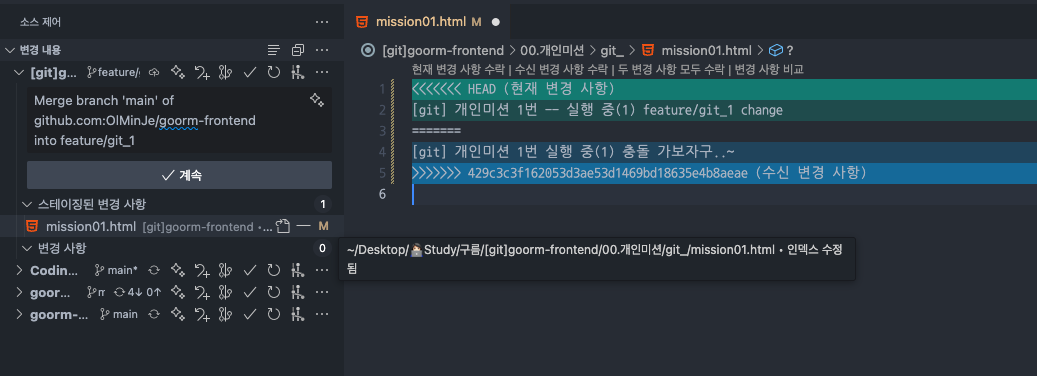 소스 제어
변경 내용
[git]g... feature/
Merge branch 'main' of
github.com:OIMinJe/goorm-frontend
into feature/git_1
계속
스테이징된 변경 사항 1
mission01.html [git]goorm-frontend •... M
변경 사항 0
Codin... main*
goor... 4↓ 0↑
goorm-... main
mission01.html M
[git]goorm-frontend > 00.개인미션 > git_ > mission01.html > ?
현재 변경 사항 수락 | 수신 변경 사항 수락 | 두 변경 사항 모두 수락 | 변경 사항 비교
1 <<<<<<< HEAD (현재 변경 사항)
2 [git] 개인미션 1번 -- 실행 중(1) feature/git_1 change
3 =======
4 [git] 개인미션 1번 실행 중(1) 충돌 가보자구..~
5 >>>>>>> 429c3c3f162053d3ae53d1469bd18635e4b8aeae (수신 변경 사항)
6
~/Desktop/👨🏻‍💻Study/구름/[git]goorm-frontend/00.개인미션/git_/mission01.html • 인덱스 수정
됨